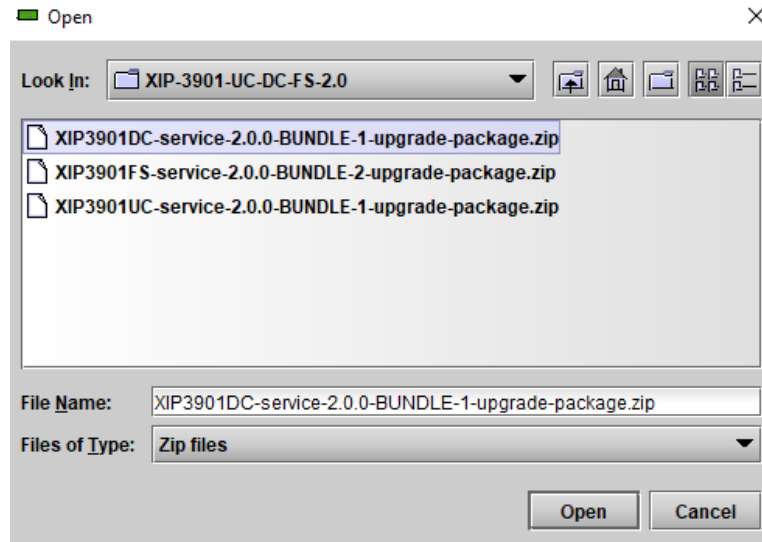 Open
Look In: XIP-3901-UC-DC-FS-2.0
XIP3901DC-service-2.0.0-BUNDLE-1-upgrade-package.zip
XIP3901FS-service-2.0.0-BUNDLE-2-upgrade-package.zip
XIP3901UC-service-2.0.0-BUNDLE-1-upgrade-package.zip
File Name: XIP3901DC-service-2.0.0-BUNDLE-1-upgrade-package.zip
Files of Type: Zip files
Open Cancel